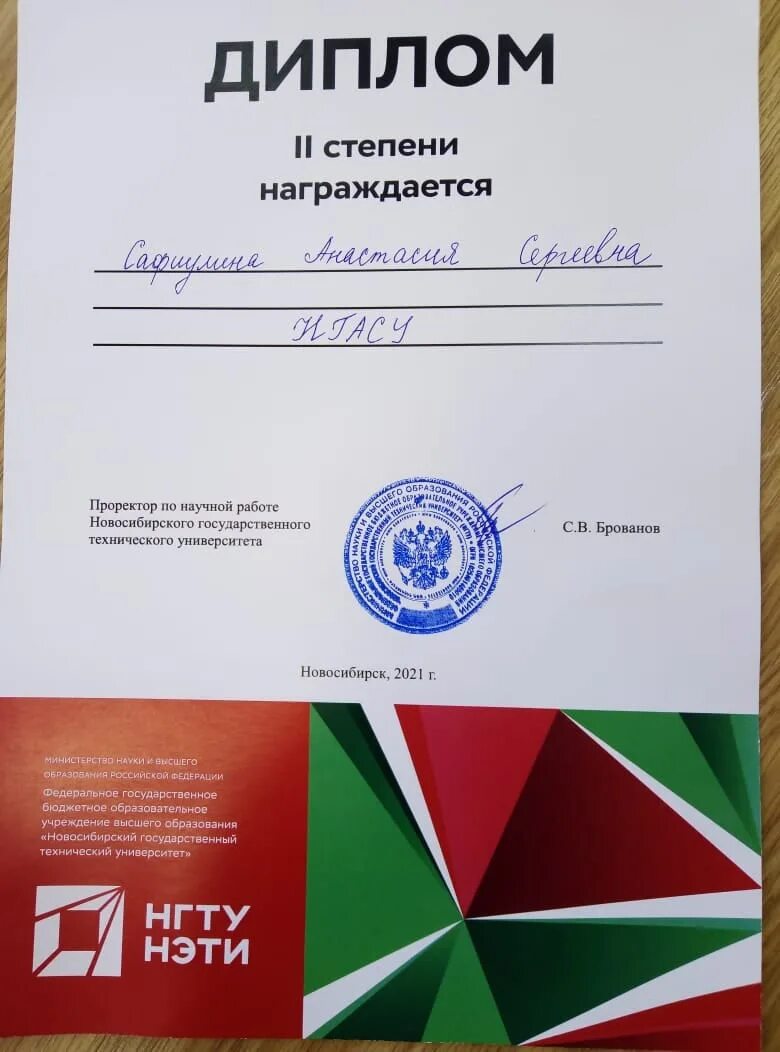 ДИПЛОМ
II степени
награждается
Сафиулина Анастасия Сергеевна
НГАСУ
Проректор по научной работе
Новосибирского государственного
технического университета
С.В. Брованов
Новосибирск, 2021 г.
МИНИСТЕРСТВО НАУКИ И ВЫСШЕГО
ОБРАЗОВАНИЯ РОССИЙСКОЙ ФЕДЕРАЦИИ
Федеральное государственное
бюджетное образовательное
учреждение высшего образования
«Новосибирский государственный
технический университет»
НГТУ
НЭТИ